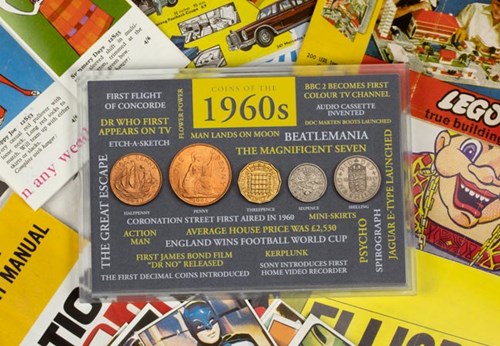 COINS OF THE
1960s
FIRST FLIGHT
OF CONCORDE
FLOWER POWER
BBC 2 BECOMES FIRST
COLOUR TV CHANNEL
DR WHO FIRST
APPEARS ON TV
AUDIO CASSETTE
INVENTED
DOC MARTEN BOOTS LAUNCHED
MAN LANDS ON MOON
BEATLEMANIA
ETCH-A-SKETCH
THE MAGNIFICENT SEVEN
THE GREAT ESCAPE
HALFPENNY
PENNY
THREEPENCE
SIXPENCE
SHILLING
CORONATION STREET FIRST AIRED IN 1960
MINI-SKIRTS
ACTION
MAN
AVERAGE HOUSE PRICE WAS £2,530
ENGLAND WINS FOOTBALL WORLD CUP
FIRST JAMES BOND FILM
"DR NO" RELEASED
KERPLUNK
THE FIRST DECIMAL COINS INTRODUCED
SONY INTRODUCES FIRST
HOME VIDEO RECORDER
PSYCHO
SPIROGRAPH
JAGUAR E-TYPE LAUNCHED
LEGO
true building
n any we
MANUAL